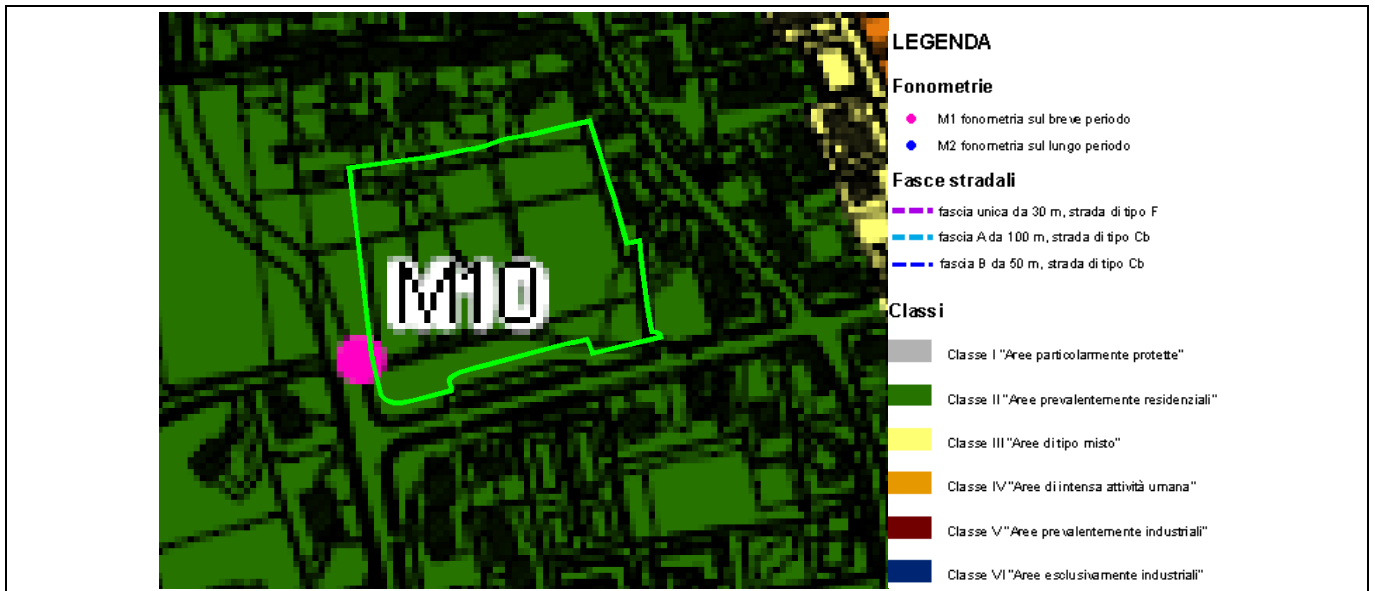 M10
LEGENDA
Fonometrie
M1 fonometria sul breve periodo
M2 fonometria sul lungo periodo
Fasce stradali
fascia unica da 30 m, strada di tipo F
fascia A da 100 m, strada di tipo Cb
fascia B da 50 m, strada di tipo Cb
Classi
Classe I "Aree particolarmente protette"
Classe II "Aree prevalentemente residenziali"
Classe III "Aree di tipo misto"
Classe IV "Aree di intensa attività umana"
Classe V "Aree prevalentemente industriali"
Classe VI "Aree esclusivamente industriali"